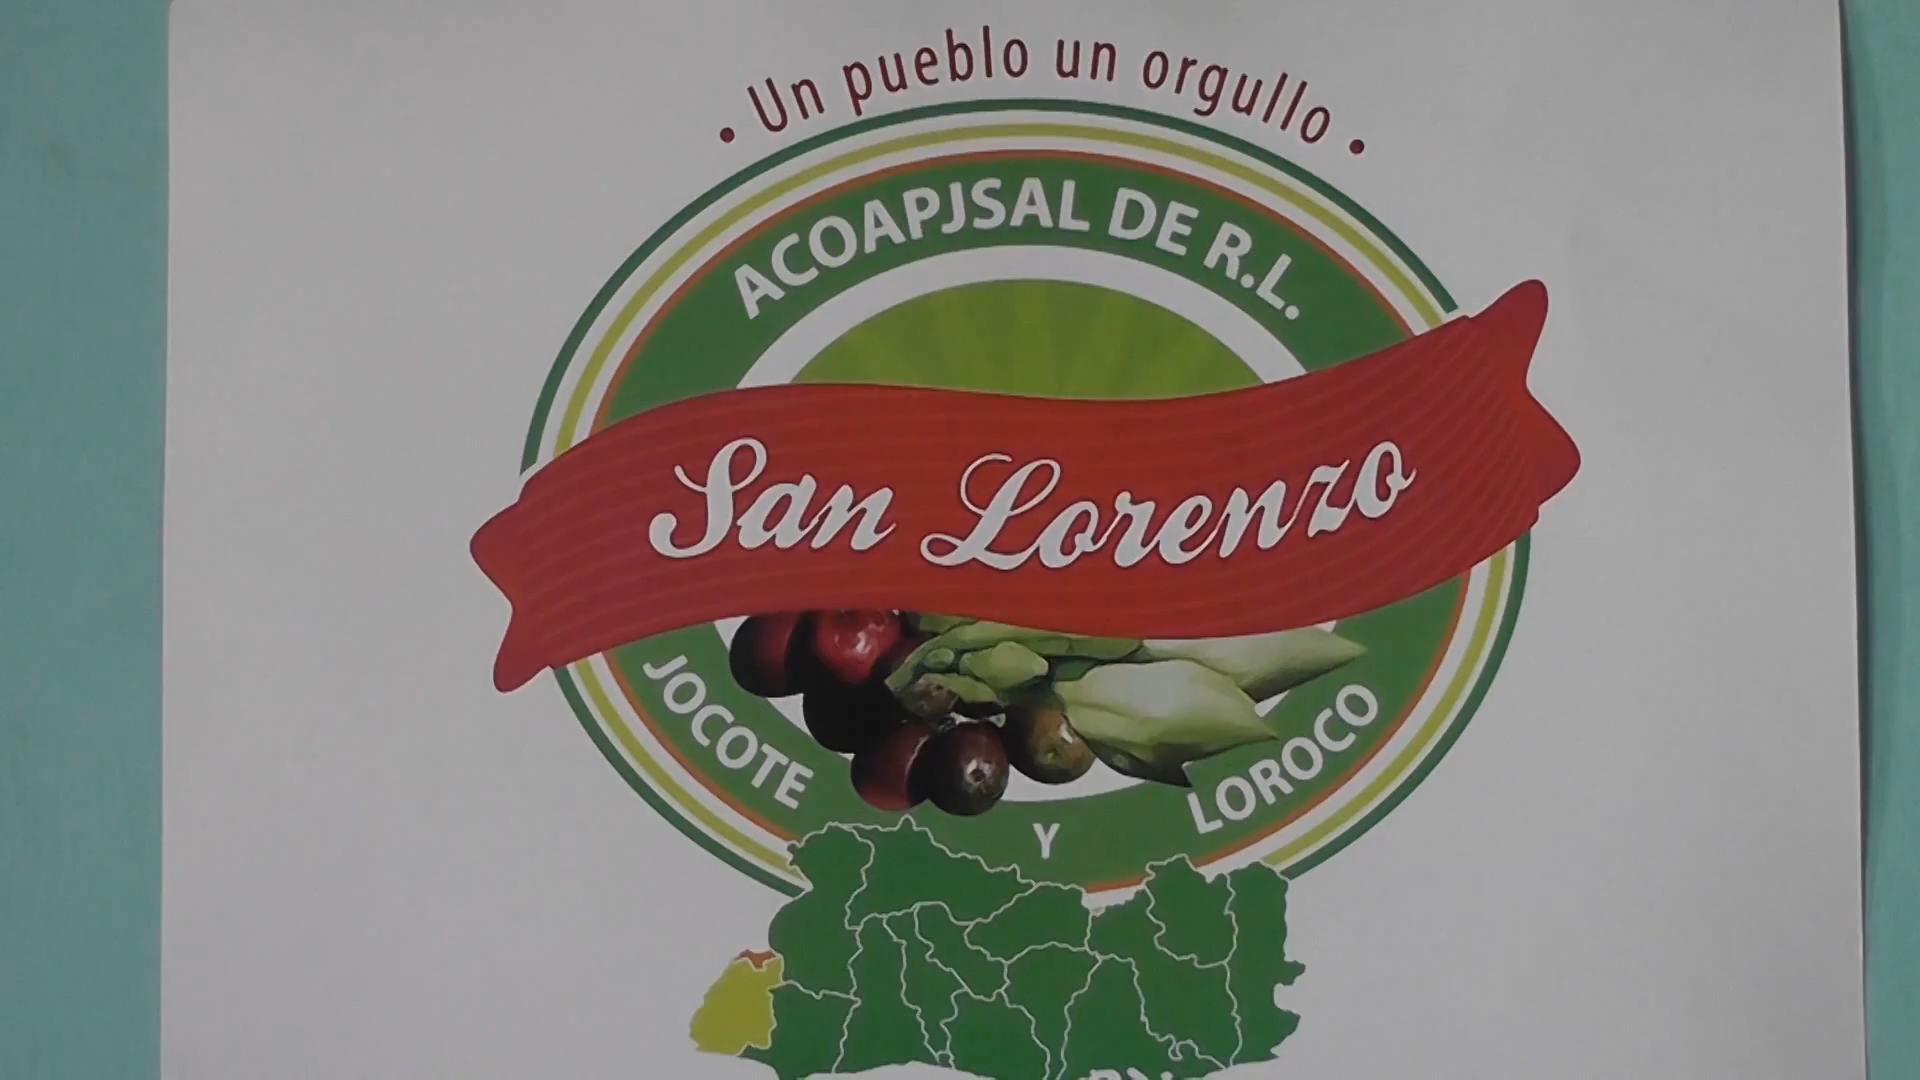 • Un pueblo un orgullo •
ACOAPJSAL DE R.L.
San Lorenzo
JOCOTE Y LOROCO